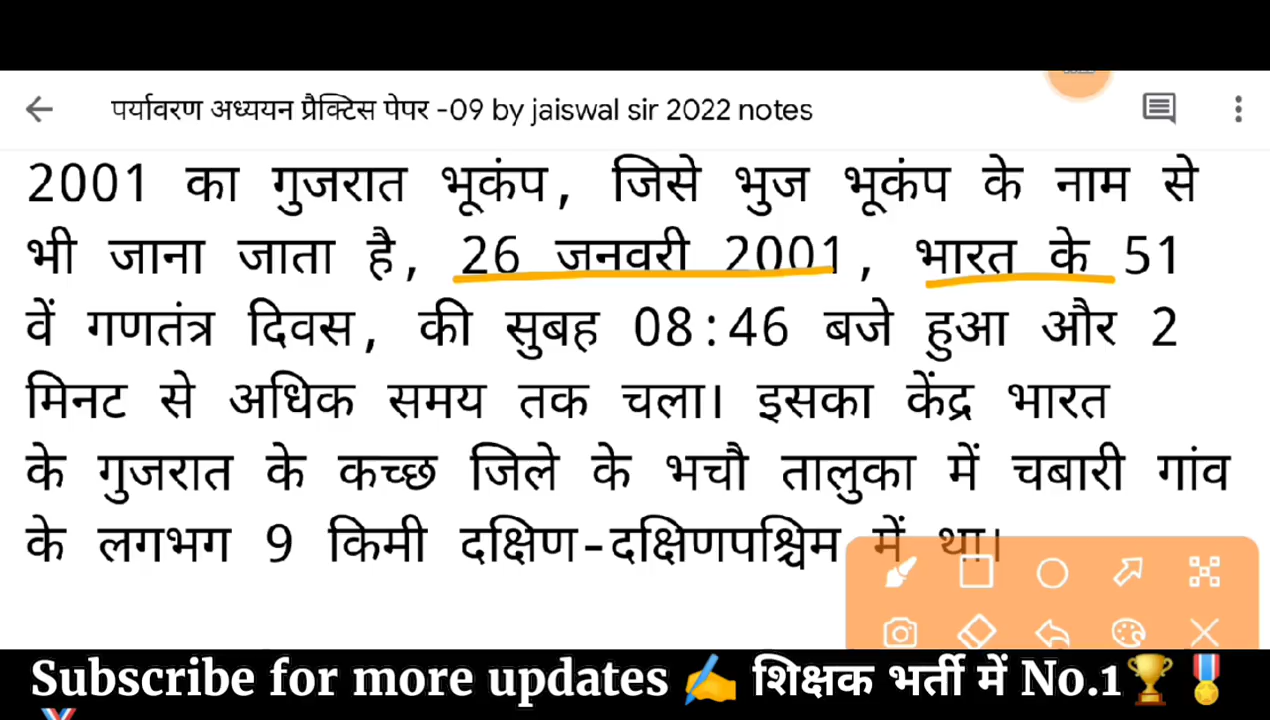 पर्यावरण अध्ययन प्रैक्टिस पेपर -09 by jaiswal sir 2022 notes
2001 का गुजरात भूकंप, जिसे भुज भूकंप के नाम से
भी जाना जाता है, 26 जनवरी 2001, भारत के 51
वें गणतंत्र दिवस, की सुबह 08:46 बजे हुआ और 2
मिनट से अधिक समय तक चला। इसका केंद्र भारत
के गुजरात के कच्छ जिले के भचौ तालुका में चबारी गांव
के लगभग 9 किमी दक्षिण-दक्षिणपश्चिम में था।
Subscribe for more updates ✍️ शिक्षक भर्ती में No.1🏆🏅